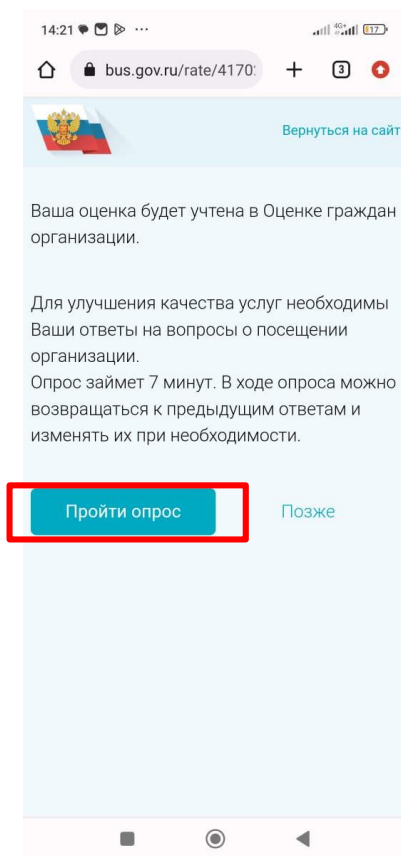 14:21 ... 4G+ 17
bus.gov.ru/rate/4170 3
Вернуться на сайт
Ваша оценка будет учтена в Оценке граждан
организации.
Для улучшения качества услуг необходимы
Ваши ответы на вопросы о посещении
организации.
Опрос займет 7 минут. В ходе опроса можно
возвращаться к предыдущим ответам и
изменять их при необходимости.
Пройти опрос Позже